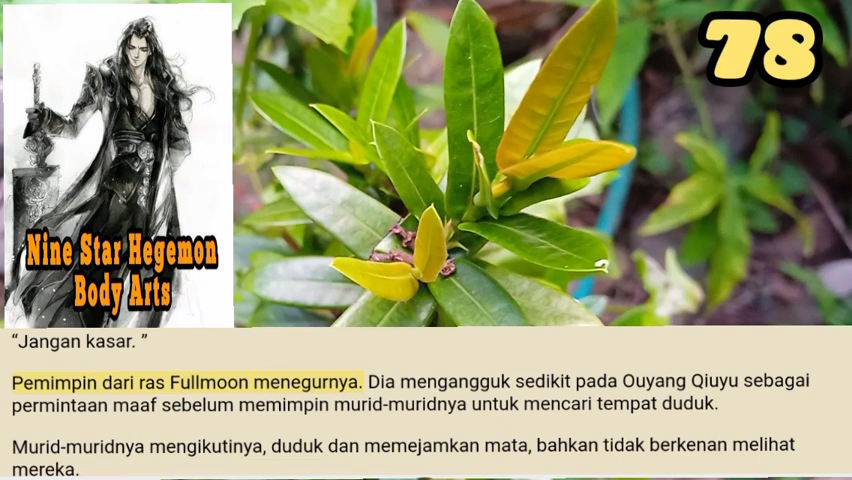 78
Nine Star Hegemon
Body Arts
“Jangan kasar. ”
Pemimpin dari ras Fullmoon menegurnya. Dia mengangguk sedikit pada Ouyang Qiuyu sebagai
permintaan maaf sebelum memimpin murid-muridnya untuk mencari tempat duduk.
Murid-muridnya mengikutinya, duduk dan memejamkan mata, bahkan tidak berkenan melihat
mereka.